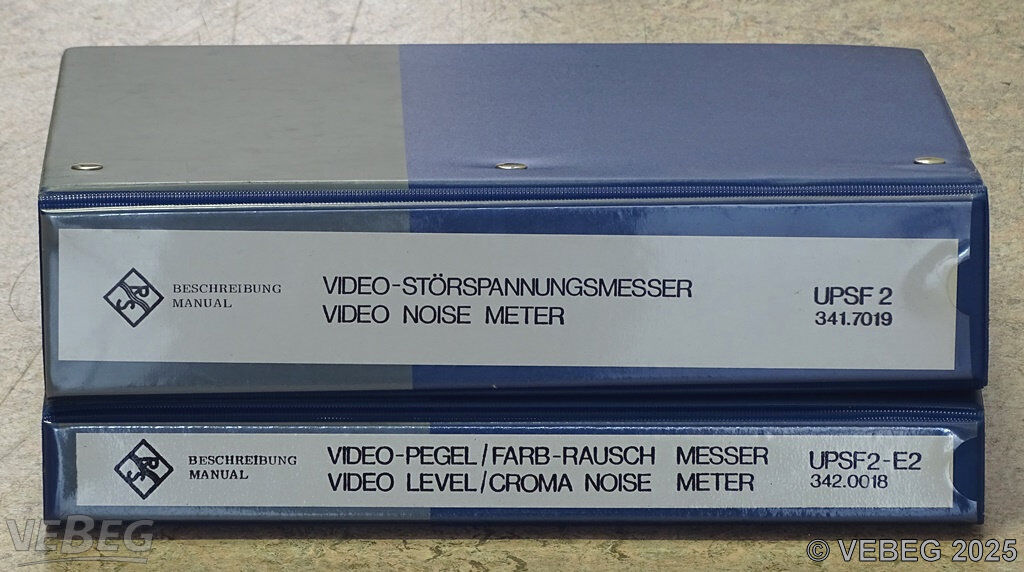 BESCHREIBUNG
MANUAL
VIDEO-STÖRSPANNUNGSMESSER
VIDEO NOISE METER
UPSF 2
341.7019
BESCHREIBUNG
MANUAL
VIDEO-PEGEL/FARB-RAUSCH MESSER
VIDEO LEVEL/CROMA NOISE METER
UPSF2-E2
342.0018
VEBEG
© VEBEG 2025